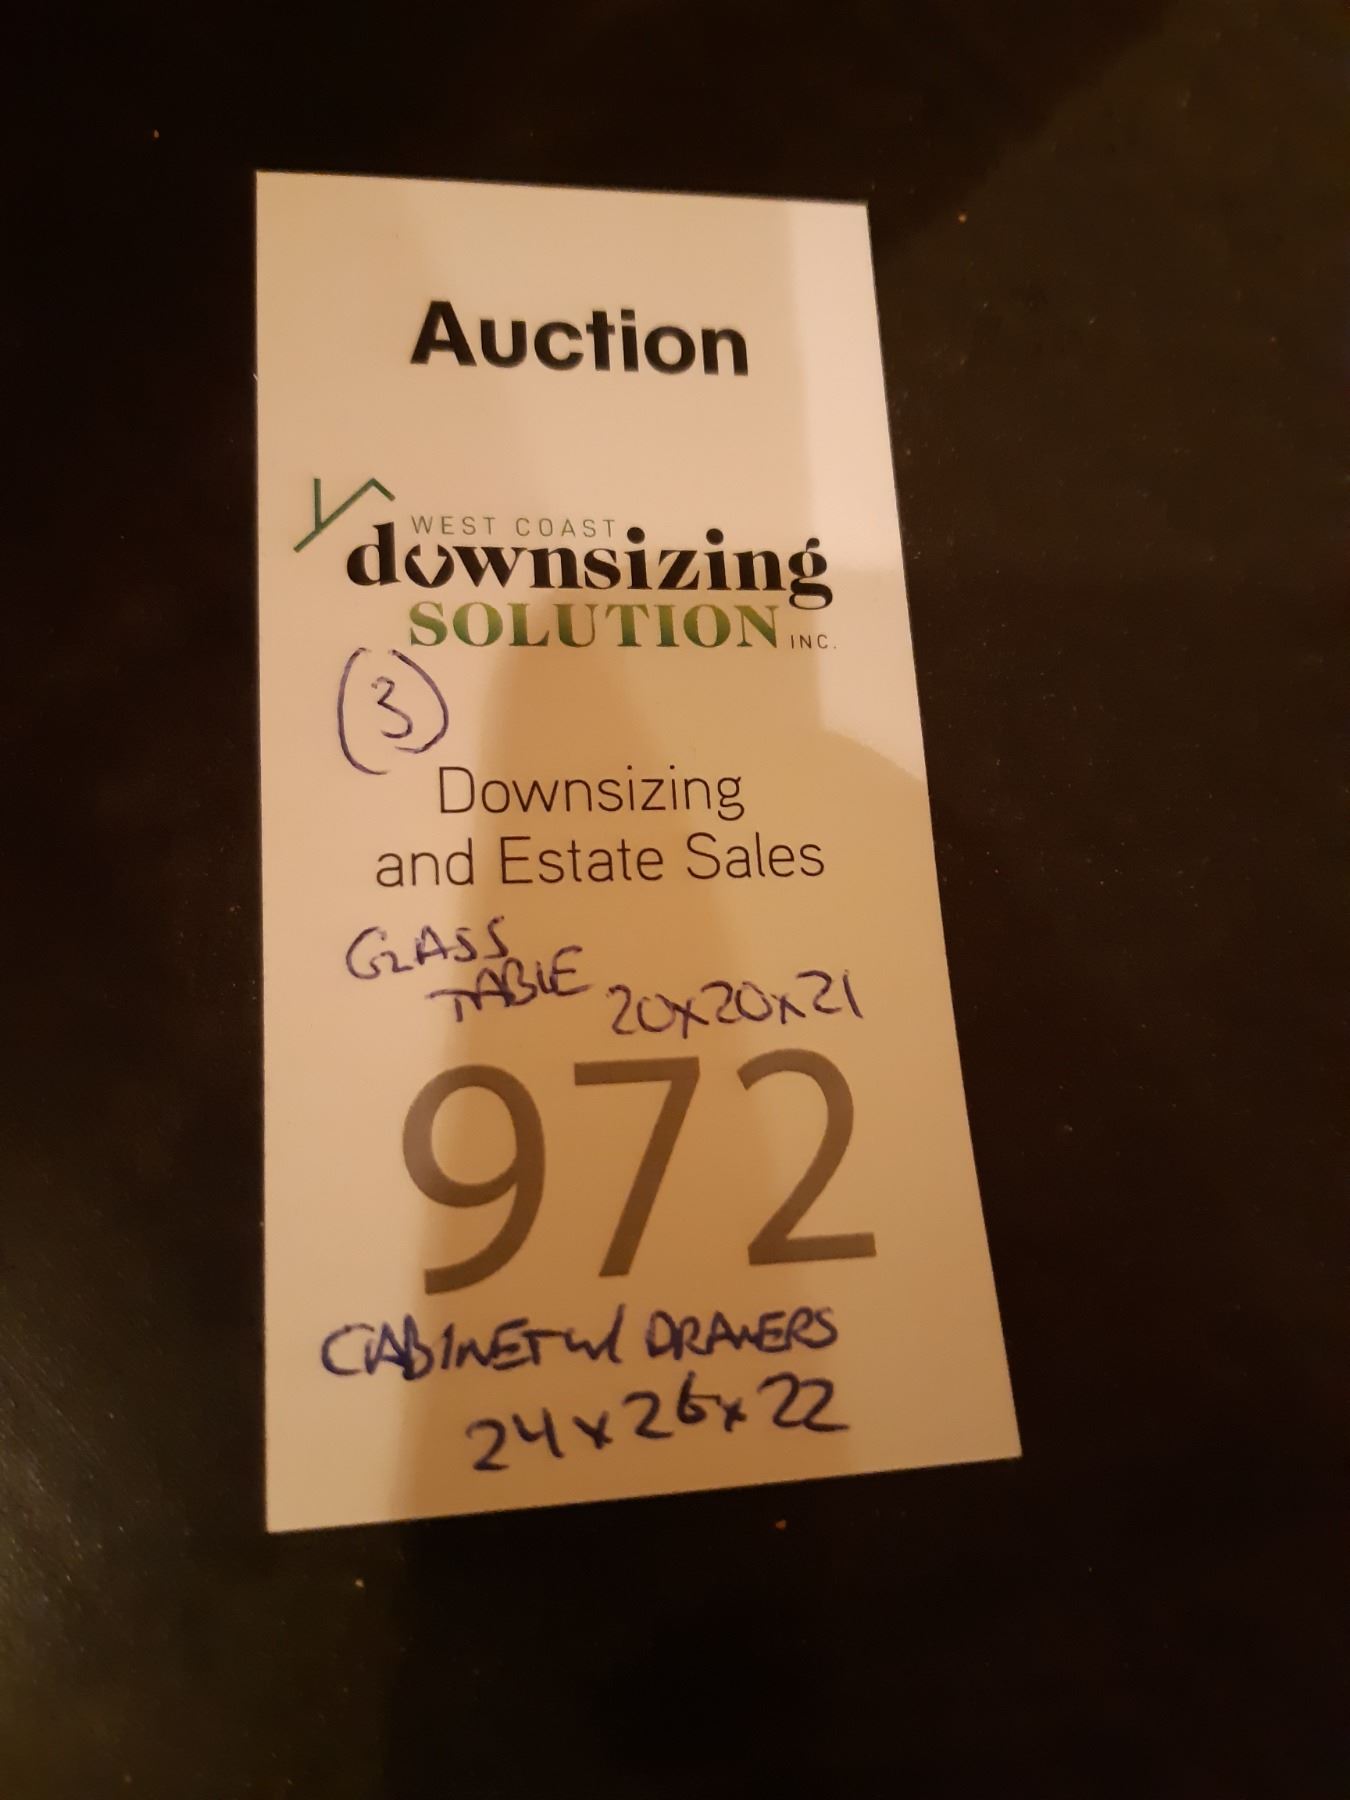 Auction
WEST COAST
downsizing
SOLUTION INC.
3
Downsizing
and Estate Sales
GLASS
TABLE 20x20x21
972
CABINET w/ DRAWERS
24x26x22